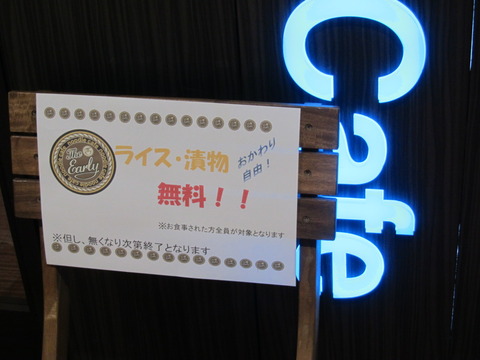 Cafe
The
Early
ライス・漬物
おかわり
自由！
無料！！
※お食事された方全員が対象となります
※但し、無くなり次第終了となります